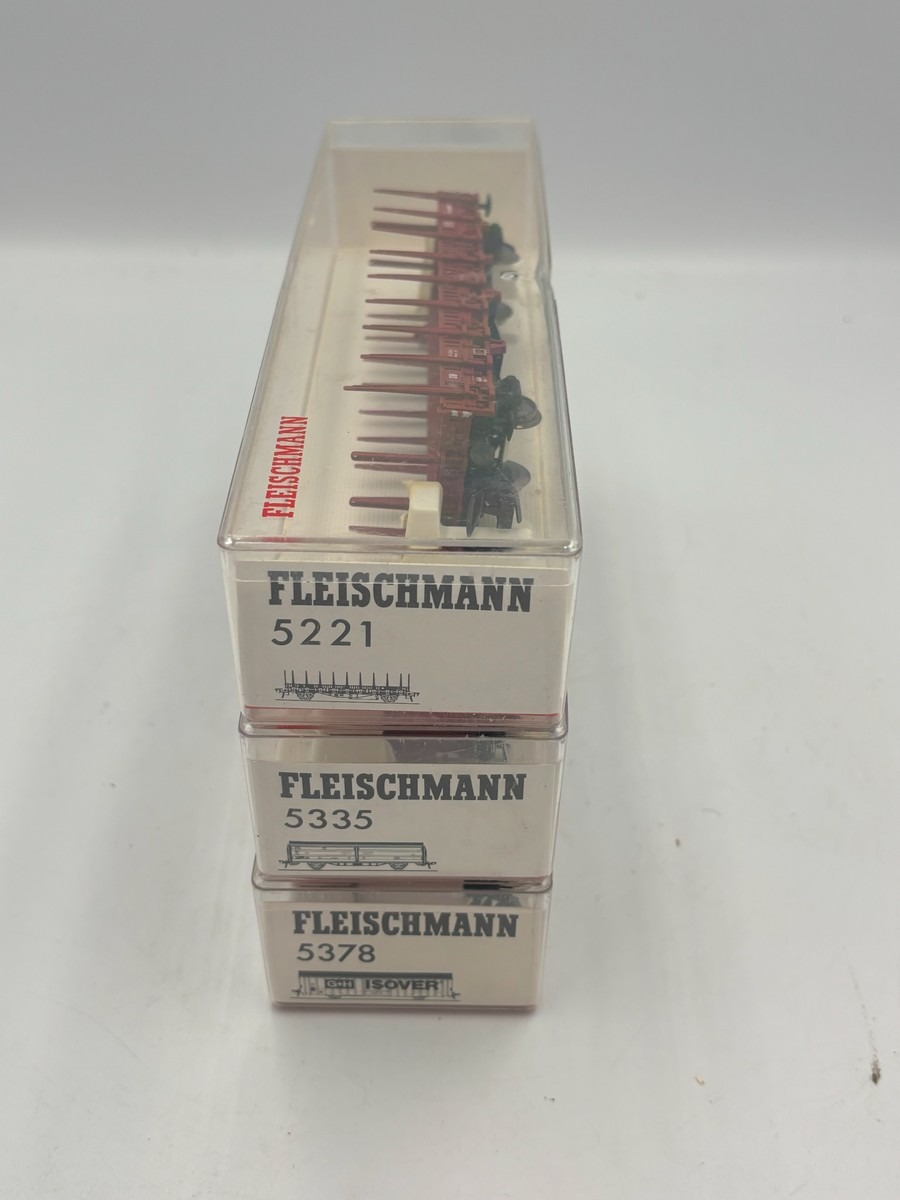 FLEISCHMANN
FLEISCHMANN
5221
FLEISCHMANN
5335
FLEISCHMANN
5378
G+H ISOVER